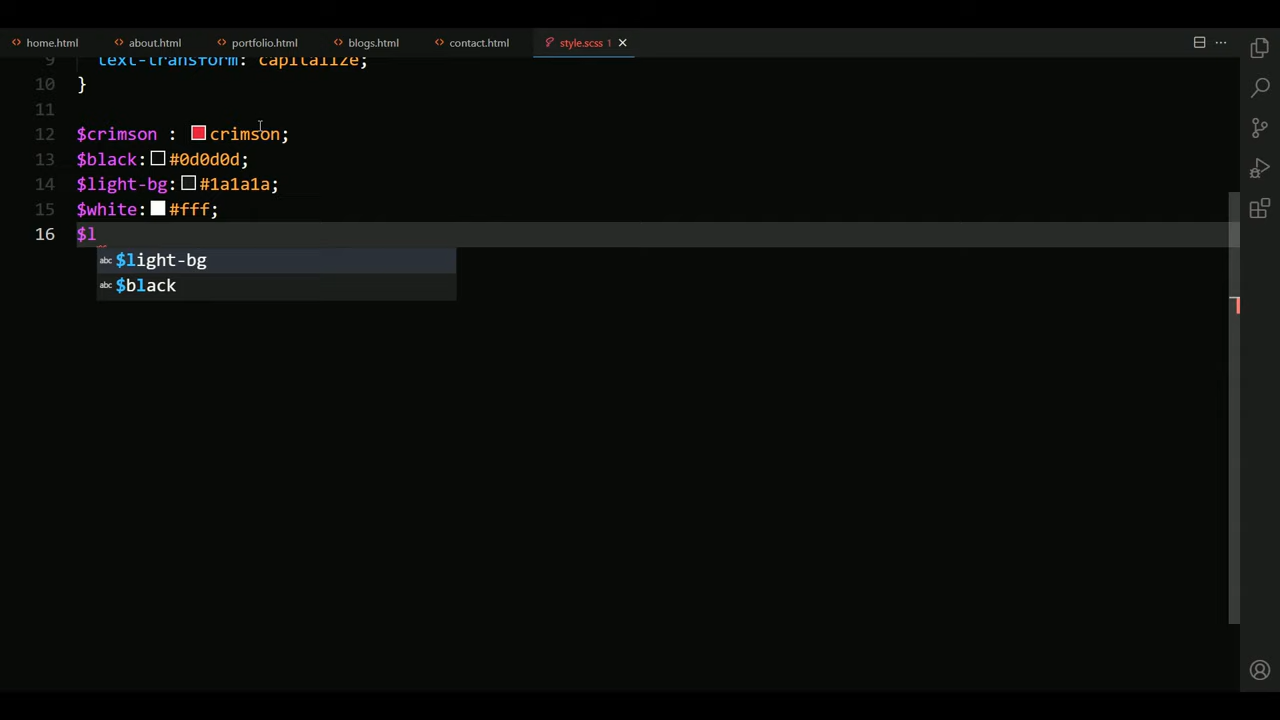 home.html about.html portfolio.html blogs.html contact.html style.scss 1
9 text-transform: capitalize;
10 }
11
12 $crimson : crimson;
13 $black: #0d0d0d;
14 $light-bg: #1a1a1a;
15 $white: #fff;
16 $l
abc $light-bg
abc $black